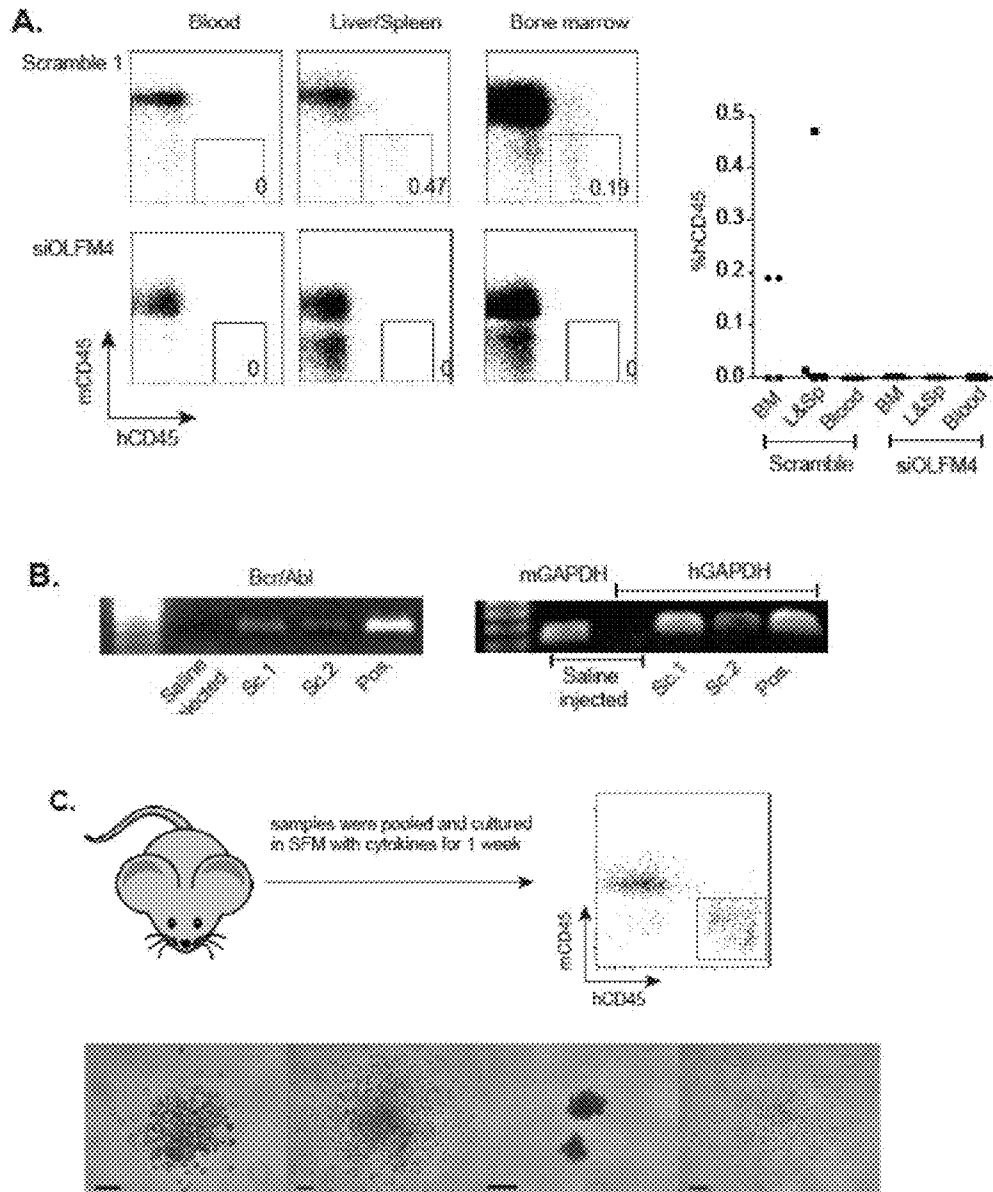 A.
Blood Liver/Spleen Bone marrow
Scramble 1
0 0.47 0.19
siOLFM4
0 0 0
mCD45
hCD45
%hCD45
0.5
0.4
0.3
0.2
0.1
0.0
BM L&Sp Blood BM L&Sp Blood
Scramble siOLFM4
B.
Bcr/Abl
Saline
injected Sc.1 Sc.2 Pos
mGAPDH hGAPDH
Saline
injected Sc.1 Sc.2 Pos
C.
samples were pooled and cultured
in SFM with cytokines for 1 week
mCD45
hCD45